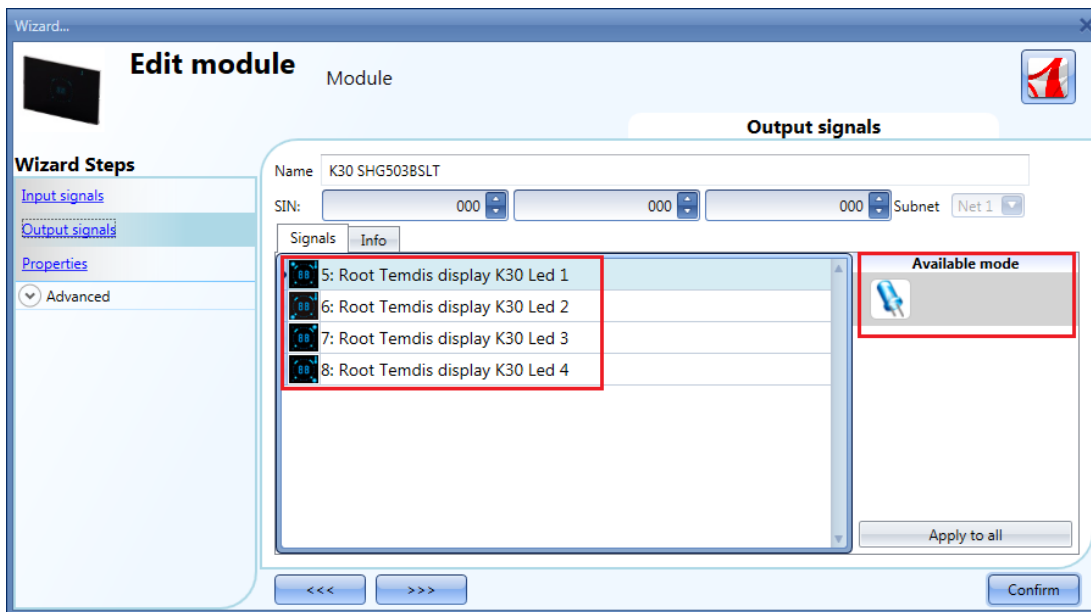 Wizard...
Edit module
Module
Output signals
Wizard Steps
Input signals
Output signals
Properties
Advanced
Name K30 SHG503BSLT
SIN: 000 000 000 Subnet Net 1
Signals Info
5: Root Temdis display K30 Led 1
6: Root Temdis display K30 Led 2
7: Root Temdis display K30 Led 3
8: Root Temdis display K30 Led 4
Available mode
Apply to all
<<< >>> Confirm